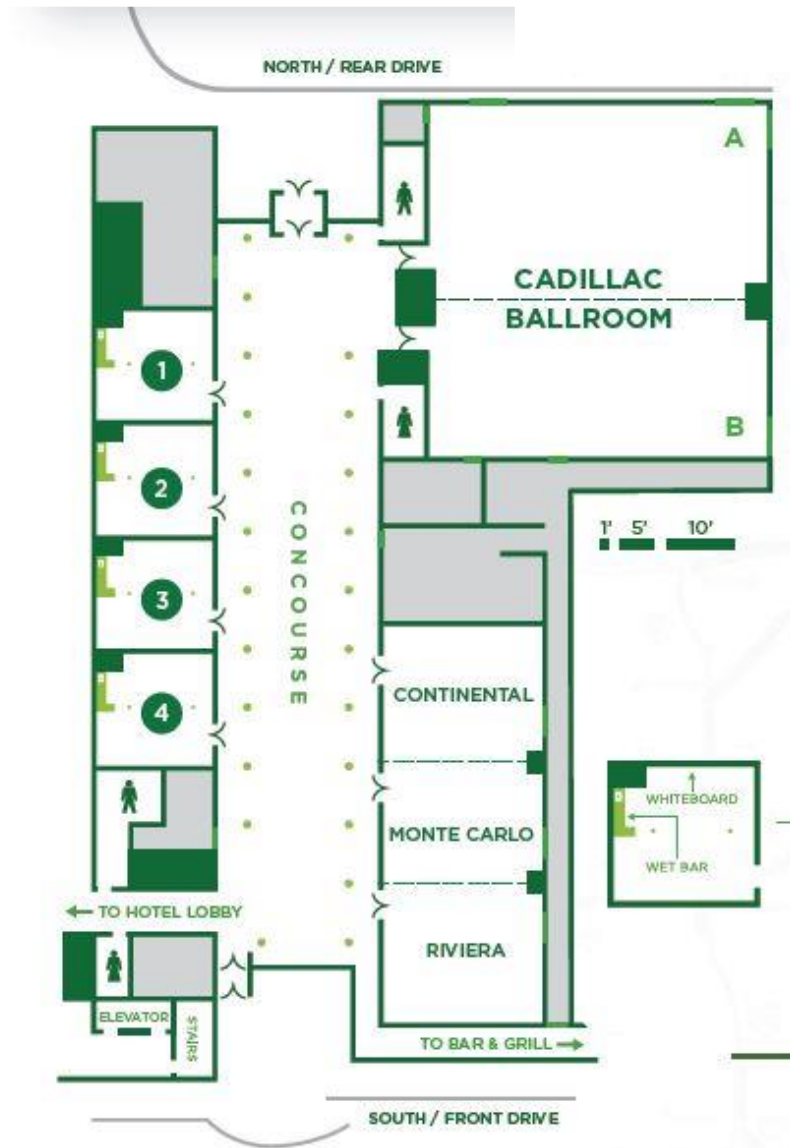 NORTH / REAR DRIVE
A
CADILLAC
BALLROOM
1
B
2
1' 5' 10'
CONCOURSE
3
4
CONTINENTAL
WHITEBOARD
MONTE CARLO
WET BAR
← TO HOTEL LOBBY
RIVIERA
ELEVATOR
STAIRS
TO BAR & GRILL →
SOUTH / FRONT DRIVE